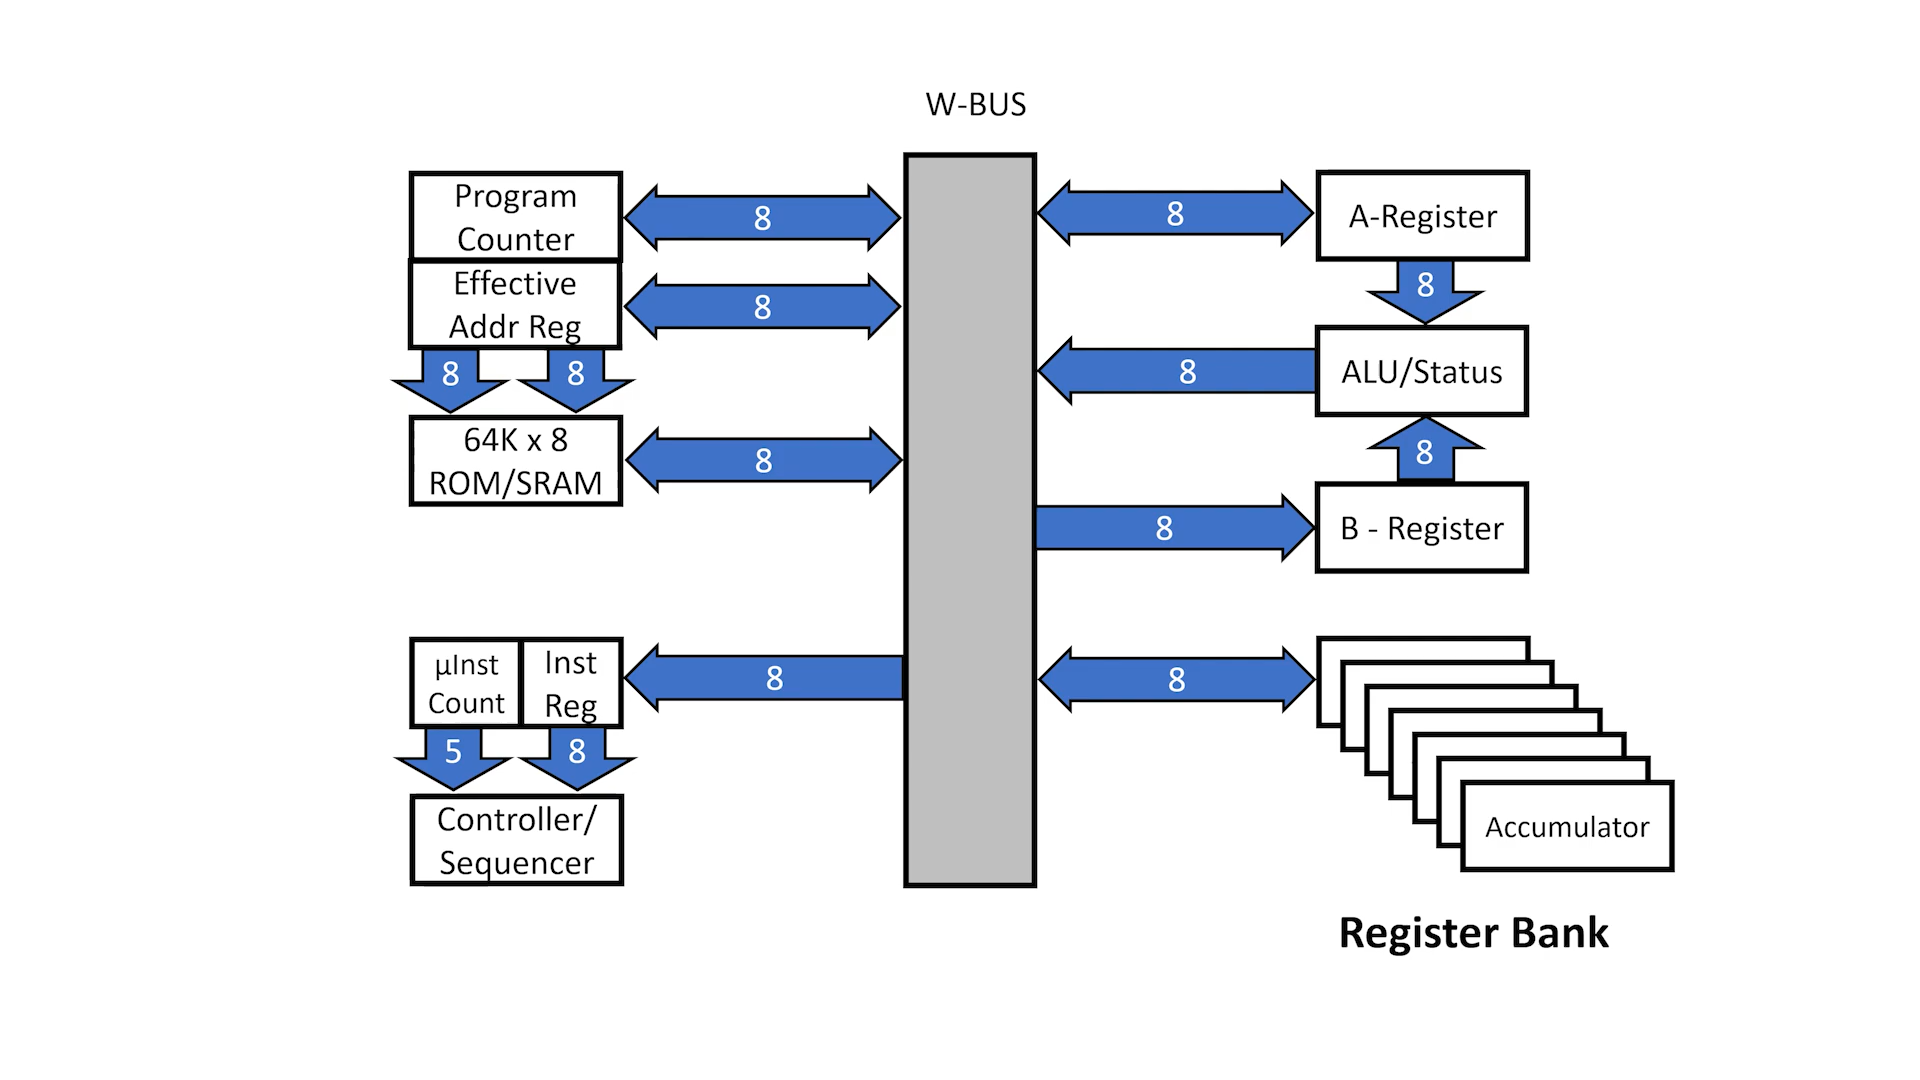 W-BUS
Program
Counter
8
8
A-Register
Effective
Addr Reg
8
8
8
8
8
ALU/Status
64K x 8
ROM/SRAM
8
8
8
B - Register
µInst
Count
Inst
Reg
8
8
5
8
Controller/
Sequencer
Accumulator
Register Bank